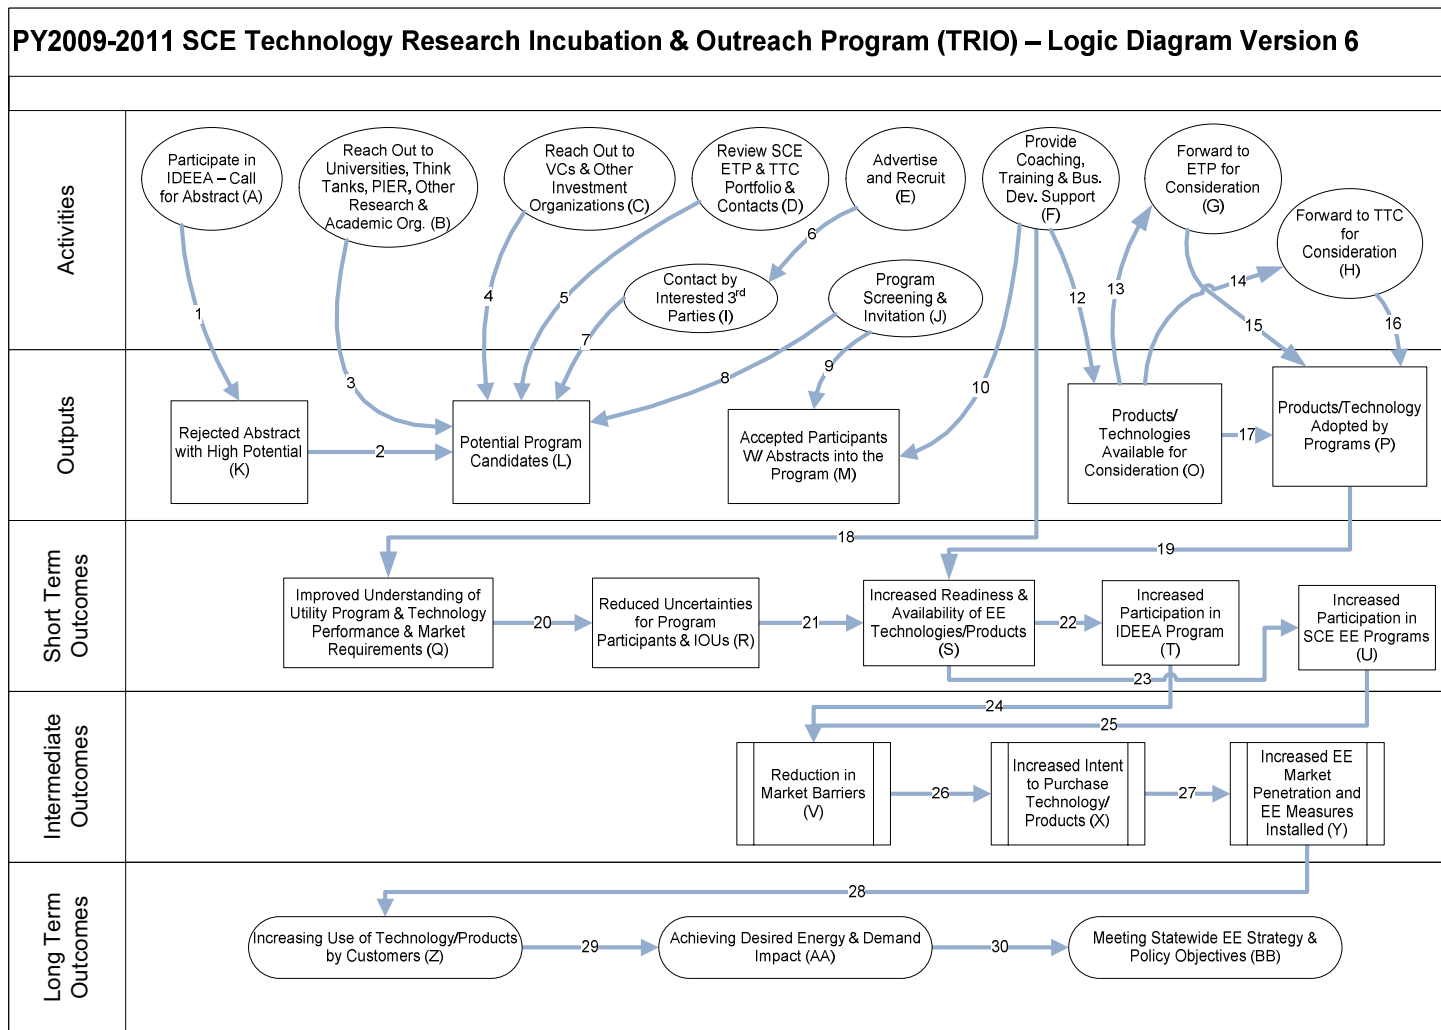 PY2009-2011 SCE Technology Research Incubation & Outreach Program (TRIO) – Logic Diagram Version 6
Activities
Participate in
IDEEA – Call
for Abstract (A)
Reach Out to
Universities, Think
Tanks, PIER, Other
Research &
Academic Org. (B)
Reach Out to
VCs & Other
Investment
Organizations (C)
Review SCE
ETP & TTC
Portfolio &
Contacts (D)
Advertise
and Recruit
(E)
Provide
Coaching,
Training & Bus.
Dev. Support
(F)
Forward to
ETP for
Consideration
(G)
Forward to TTC
for
Consideration
(H)
Contact by
Interested 3rd
Parties (I)
Program
Screening &
Invitation (J)
1
3
4
5
6
7
8
9
10
12
13
14
15
16
Outputs
Rejected Abstract
with High Potential
(K)
2
Potential Program
Candidates (L)
Accepted Participants
W/ Abstracts into the
Program (M)
Products/
Technologies
Available for
Consideration (O)
17
Products/Technology
Adopted by
Programs (P)
Short Term
Outcomes
18
19
Improved Understanding of
Utility Program & Technology
Performance & Market
Requirements (Q)
20
Reduced Uncertainties
for Program
Participants & IOUs (R)
21
Increased Readiness &
Availability of EE
Technologies/Products
(S)
22
Increased
Participation in
IDEEA Program
(T)
23
Increased
Participation in
SCE EE Programs
(U)
Intermediate
Outcomes
24
25
Reduction in
Market Barriers
(V)
26
Increased Intent
to Purchase
Technology/
Products (X)
27
Increased EE
Market
Penetration and
EE Measures
Installed (Y)
Long Term
Outcomes
28
Increasing Use of Technology/Products
by Customers (Z)
29
Achieving Desired Energy & Demand
Impact (AA)
30
Meeting Statewide EE Strategy &
Policy Objectives (BB)